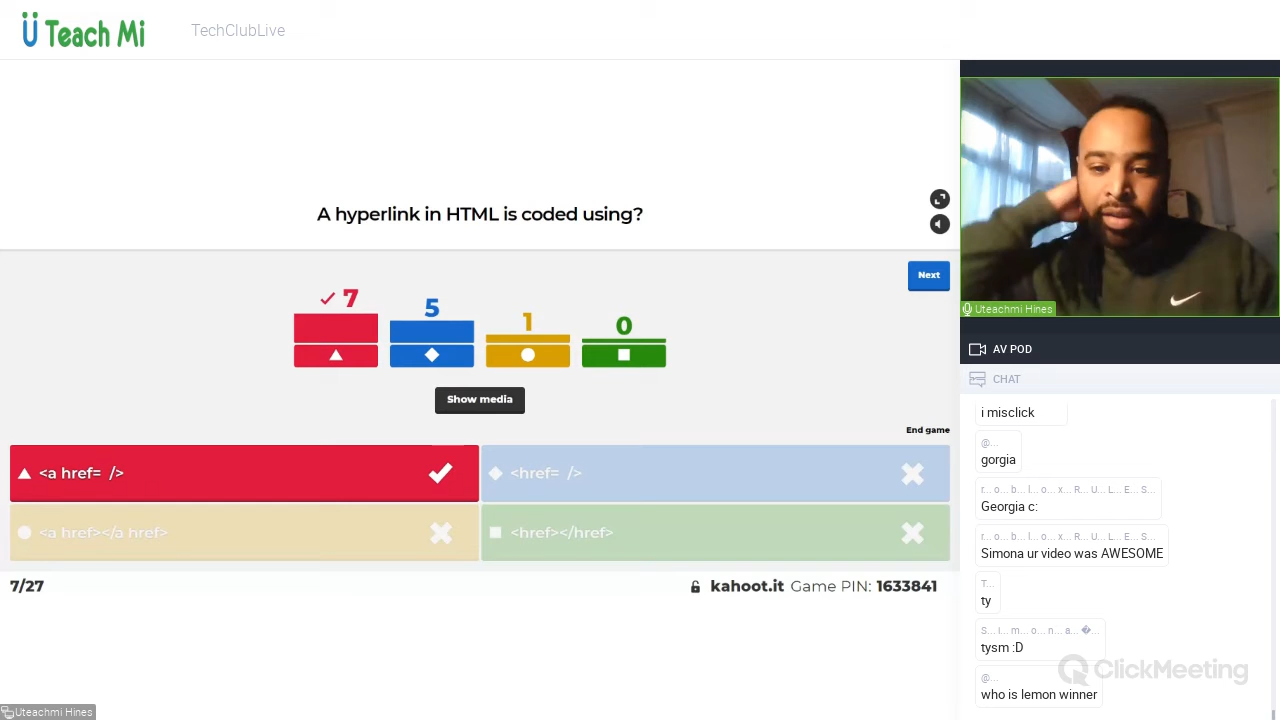 Ü Teach Mi
TechClubLive
A hyperlink in HTML is coded using?
Next
7
5
1
0
Show media
End game
<a href= />
<href= />
<a href></a href>
<href></href>
7/27
kahoot.it Game PIN: 1633841
Uteachmi Hines
Uteachmi Hines
AV POD
CHAT
i misclick
@...
gorgia
r... o... b... l... o... x... R... U... L... E... S...
Georgia c:
r... o... b... l... o... x... R... U... L... E... S...
Simona ur video was AWESOME
T...
ty
S... i... m... o... n... a... �...
tysm :D
@...
who is lemon winner
ClickMeeting